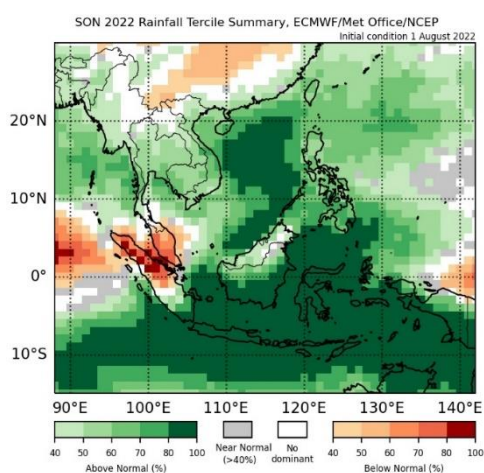 SON 2022 Rainfall Tercile Summary, ECMWF/Met Office/NCEP
Initial condition 1 August 2022
20°N
10°N
0°
10°S
90°E 100°E 110°E 120°E 130°E 140°E
40 50 60 70 80 100
Above Normal (%)
Near Normal
(>40%)
No
dominant
40 50 60 70 80 100
Below Normal (%)